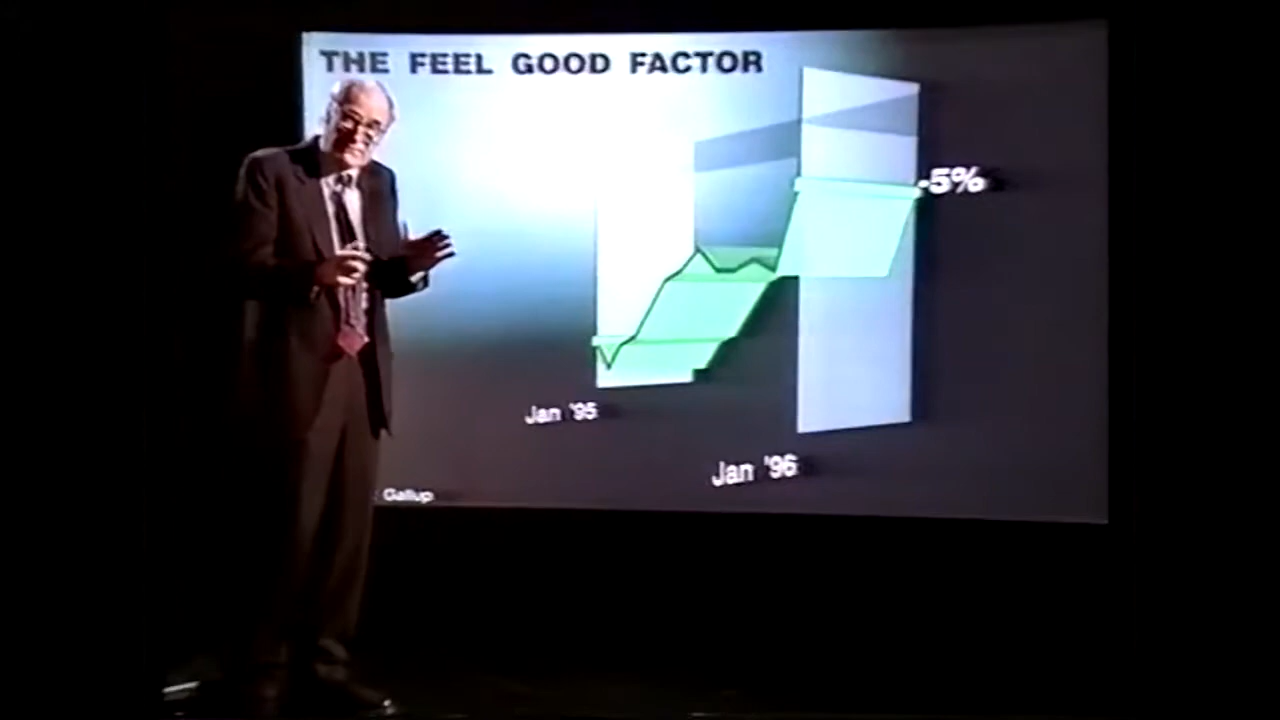 THE FEEL GOOD FACTOR
-5%
Jan '95
Jan '96
: Gallup